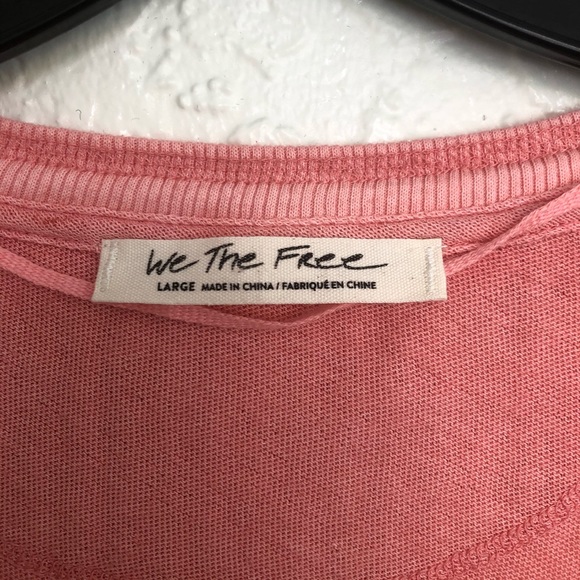 We The Free
LARGE MADE IN CHINA / FABRIQUÉ EN CHINE